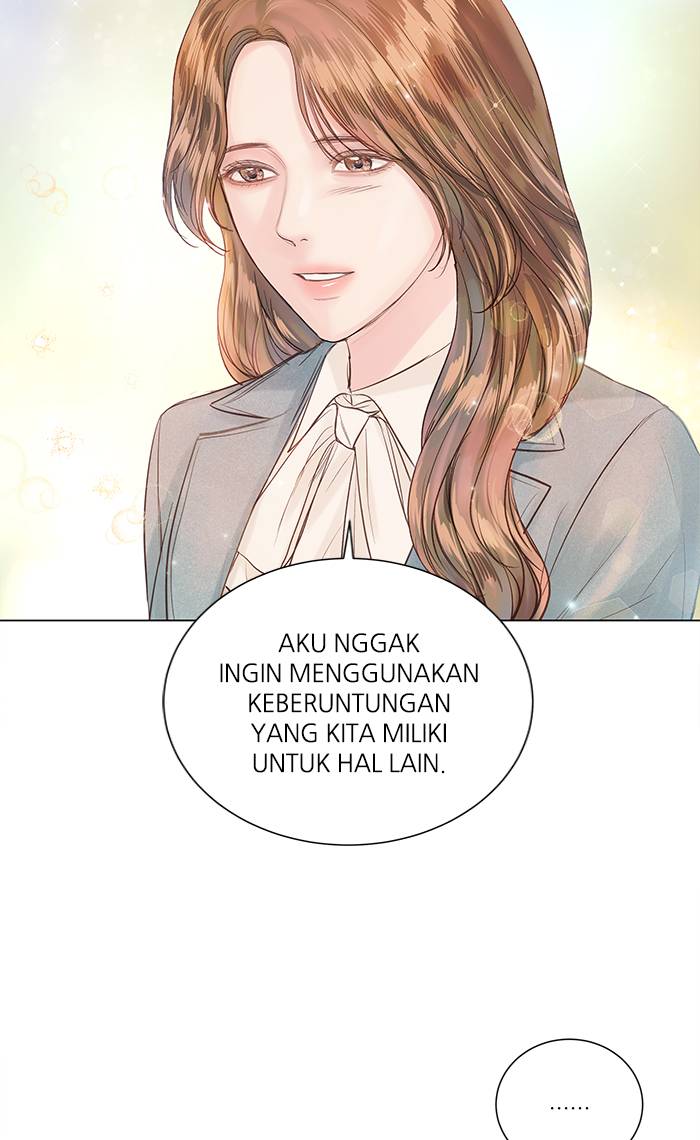 AKU NGGAK
INGIN MENGGUNAKAN
KEBERUNTUNGAN
YANG KITA MILIKI
UNTUK HAL LAIN.
......